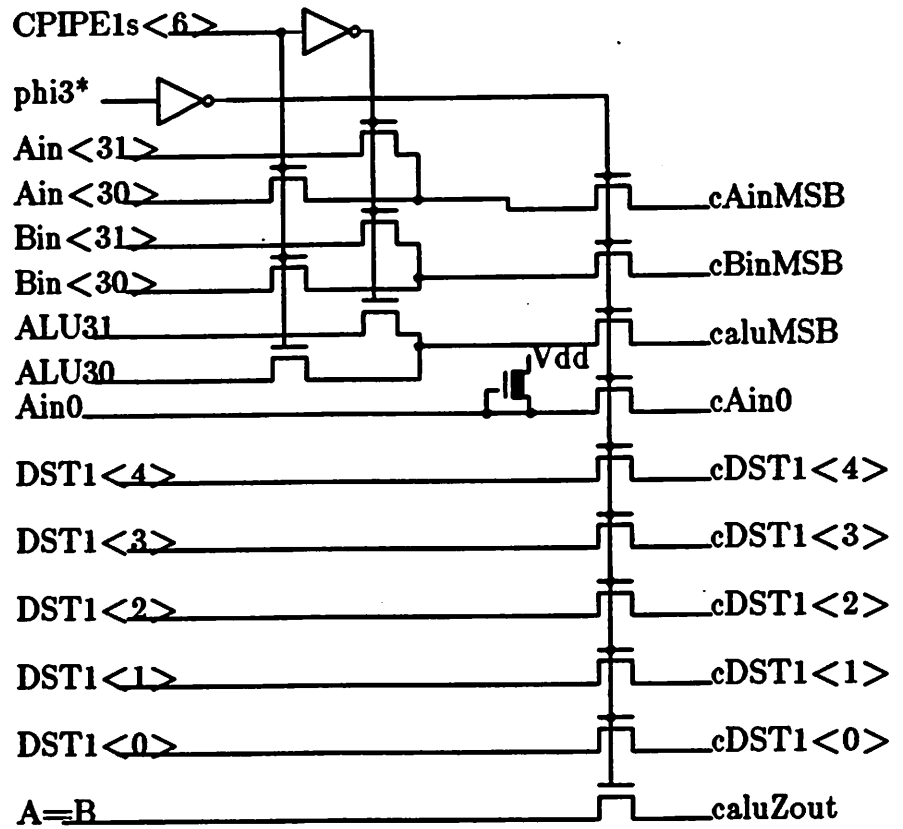 CPIPE1s<6>
phi3*
Ain<31>
Ain<30> cAinMSB
Bin<31>
Bin<30> cBinMSB
ALU31 caluMSB
ALU30 Vdd
Ain0 cAin0
DST1<4> cDST1<4>
DST1<3> cDST1<3>
DST1<2> cDST1<2>
DST1<1> cDST1<1>
DST1<0> cDST1<0>
A==B caluZout